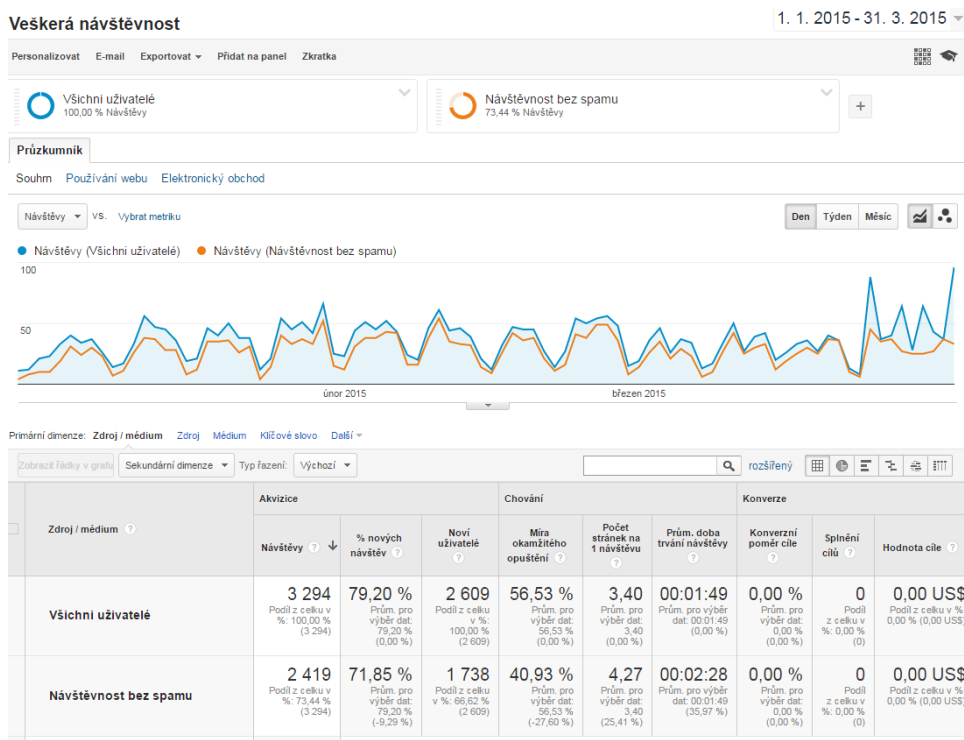 Veškerá návštěvnost
1. 1. 2015 - 31. 3. 2015
Personalizovat E-mail Exportovat Přidat na panel Zkratka
Všichni uživatelé
100,00 % Návštěvy
Návštěvnost bez spamu
73,44 % Návštěvy
+
Průzkumník
Souhrn Používání webu Elektronický obchod
Návštěvy VS. Vybrat metriku
Den Týden Měsíc
Návštěvy (Všichni uživatelé) Návštěvy (Návštěvnost bez spamu)
100
50
únor 2015 březen 2015
Primární dimenze: Zdroj / médium Zdroj Médium Klíčové slovo Další
Zobrazit řádky v grafu Sekundární dimenze Typ řazení: Výchozí rozšířený
Akvizice Chování Konverze
Zdroj / médium ?
Návštěvy ?
% nových
návštěv ?
Noví
uživatelé
?
Míra
okamžitého
opuštění ?
Počet
stránek na
1 návštěvu
?
Prům. doba
trvání návštěvy
?
Konverzní
poměr cíle
?
Splnění
cílů ?
Hodnota cíle ?
Všichni uživatelé
3 294
Podíl z celku v
%: 100,00 %
(3 294)
79,20 %
Prům. pro
výběr dat:
79,20 %
(0,00 %)
2 609
Podíl z celku
v %:
100,00 %
(2 609)
56,53 %
Prům. pro
výběr dat:
56,53 %
(0,00 %)
3,40
Prům. pro
výběr dat:
3,40
(0,00 %)
00:01:49
Prům. pro výběr
dat: 00:01:49
(0,00 %)
0,00 %
Prům. pro
výběr dat:
0,00 %
(0,00 %)
0
Podíl
z celku v
%: 0,00 %
(0)
0,00 US$
Podíl z celku v %
0,00 % (0,00 US$)
Návštěvnost bez spamu
2 419
Podíl z celku v
%: 73,44 %
(3 294)
71,85 %
Prům. pro
výběr dat:
79,20 %
(-9,29 %)
1 738
Podíl z celku
v %: 66,62 %
(2 609)
40,93 %
Prům. pro
výběr dat:
56,53 %
(-27,60 %)
4,27
Prům. pro
výběr dat:
3,40
(25,41 %)
00:02:28
Prům. pro výběr
dat: 00:01:49
(35,97 %)
0,00 %
Prům. pro
výběr dat:
0,00 %
(0,00 %)
0
Podíl
z celku v
%: 0,00 %
(0)
0,00 US$
Podíl z celku v %
0,00 % (0,00 US$)